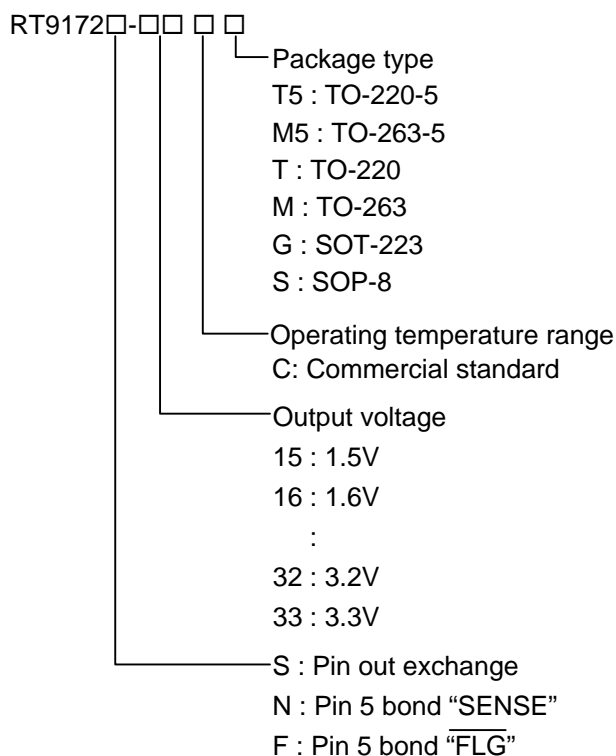 RT9172□-□□ □ □
Package type
T5 : TO-220-5
M5 : TO-263-5
T : TO-220
M : TO-263
G : SOT-223
S : SOP-8
Operating temperature range
C: Commercial standard
Output voltage
15 : 1.5V
16 : 1.6V
:
32 : 3.2V
33 : 3.3V
S : Pin out exchange
N : Pin 5 bond “SENSE”
F : Pin 5 bond “F̅L̅G̅”